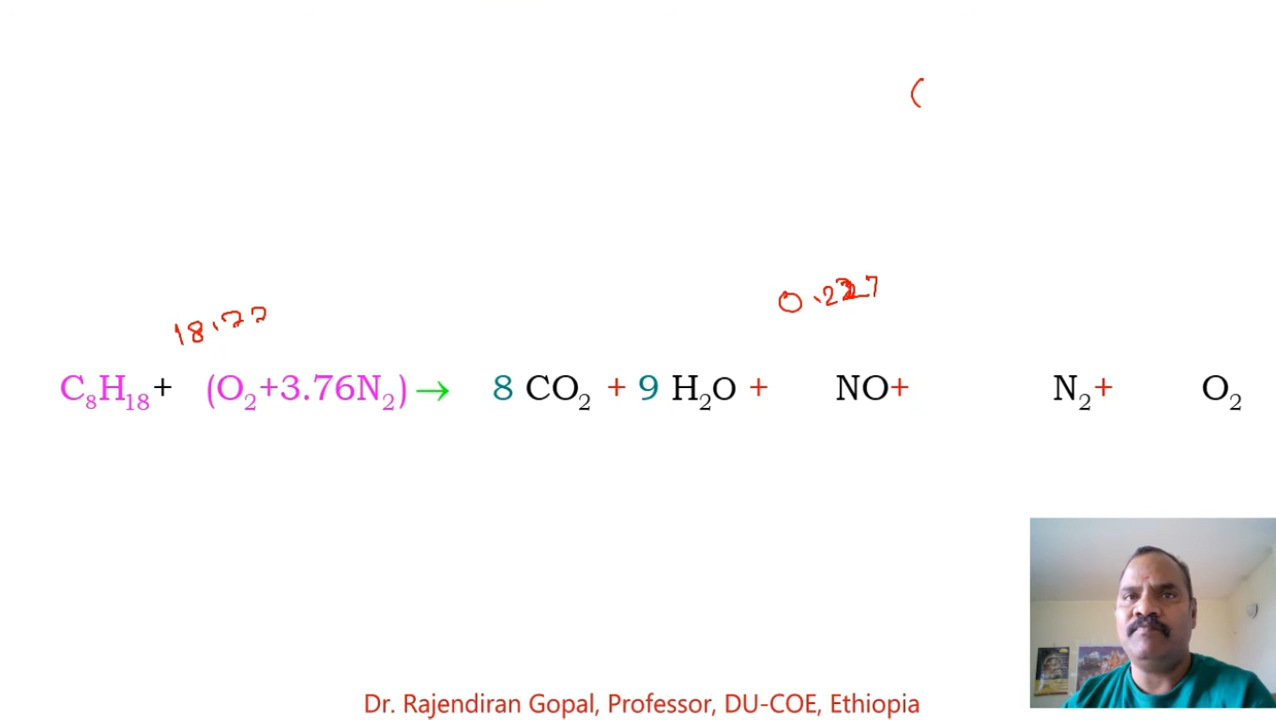 (
18.77 0.227
C₈H₁₈+ (O₂+3.76N₂) → 8 CO₂ + 9 H₂O + NO+ N₂+ O₂
Dr. Rajendiran Gopal, Professor, DU-COE, Ethiopia